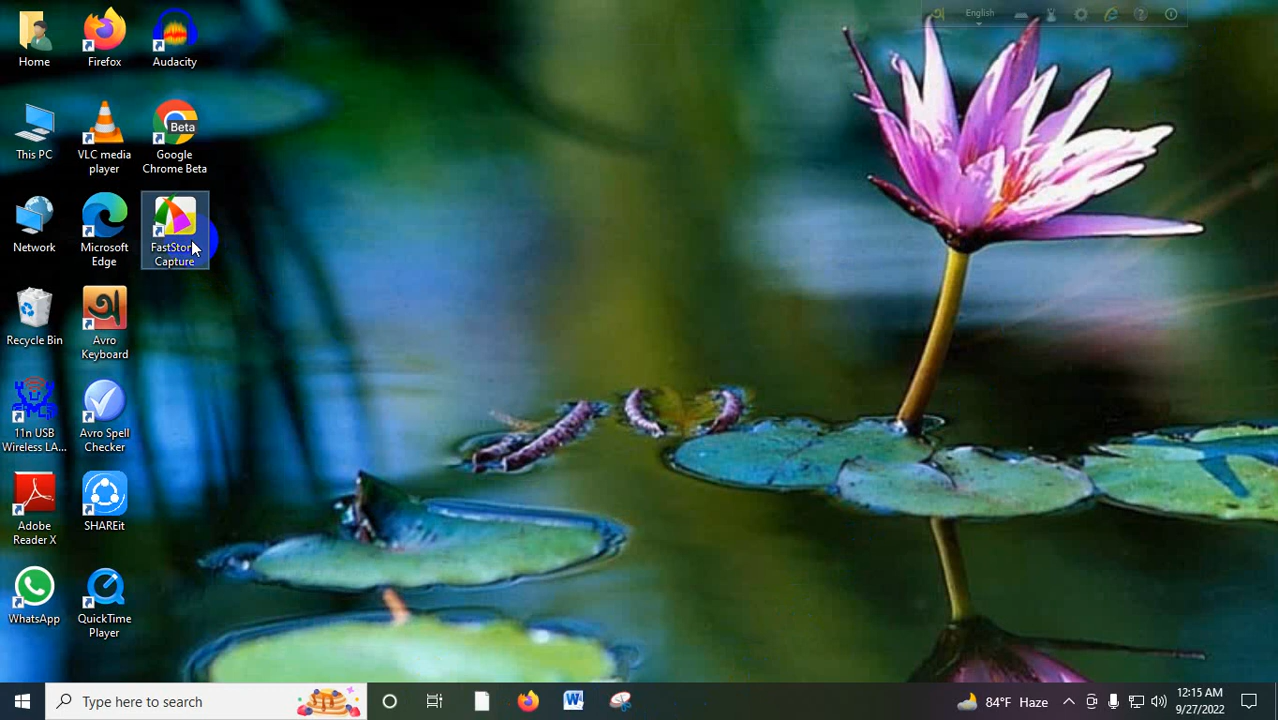 English
Home
Firefox
Audacity
This PC
VLC media
player
Beta
Google
Chrome Beta
Network
Microsoft
Edge
Capture
Recycle Bin
অ
Avro
Keyboard
11n USB
Wireless LA...
Avro Spell
Checker
Adobe
Reader X
SHAREit
WhatsApp
QuickTime
Player
Type here to search
W
84°F Haze
12:15 AM
9/27/2022